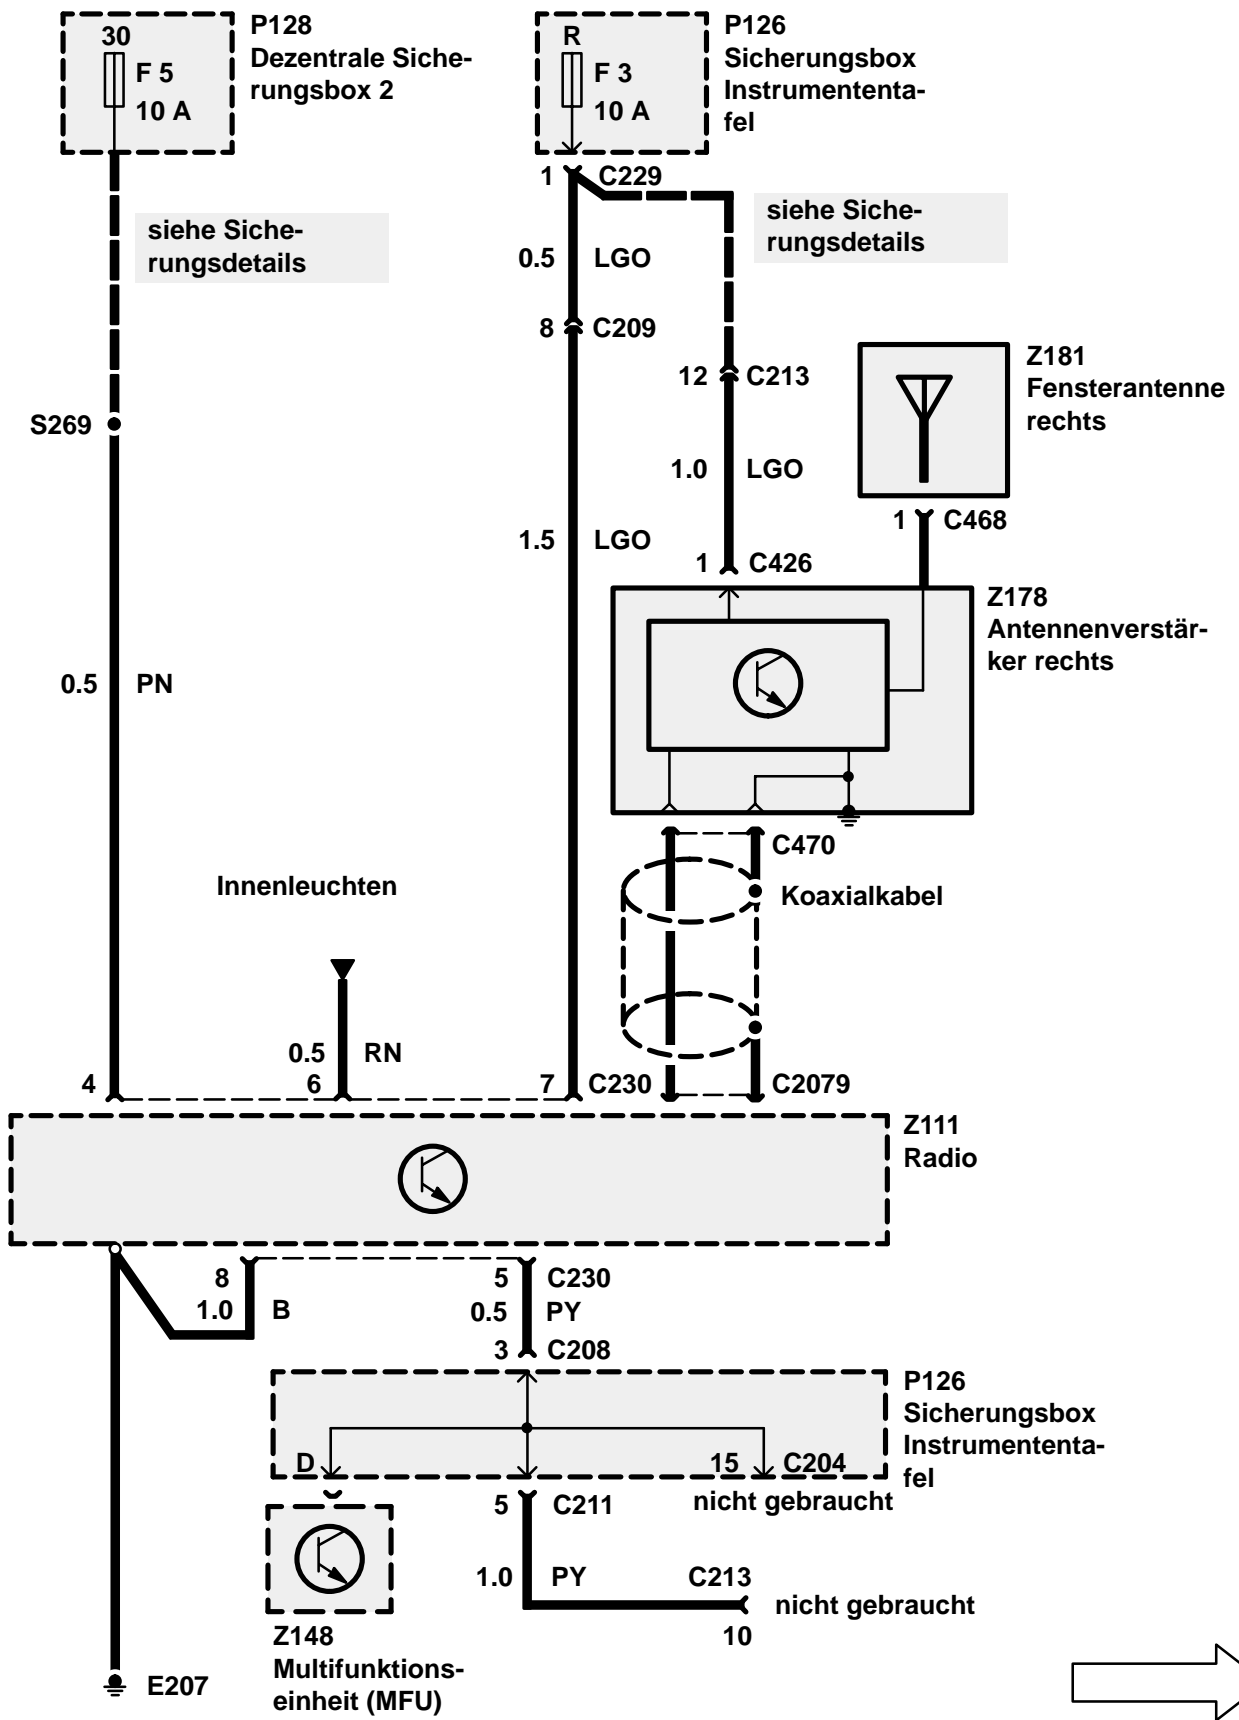 30
F 5
10 A
P128
Dezentrale Siche-
rungsbox 2
R
F 3
10 A
P126
Sicherungsbox
Instrumententa-
fel
1 C229
siehe Siche-
rungsdetails
siehe Siche-
rungsdetails
0.5 LGO
8 C209
12 C213
Z181
Fensterantenne
rechts
S269
1.0 LGO
1 C468
1.5 LGO
1 C426
Z178
Antennenverstär-
ker rechts
0.5 PN
C470
Innenleuchten
Koaxialkabel
0.5 RN
4
6
7 C230
C2079
Z111
Radio
8
1.0 B
5 C230
0.5 PY
3 C208
P126
Sicherungsbox
Instrumententa-
fel
D
15 C204
nicht gebraucht
5 C211
1.0 PY
C213
nicht gebraucht
10
Z148
Multifunktions-
einheit (MFU)
E207